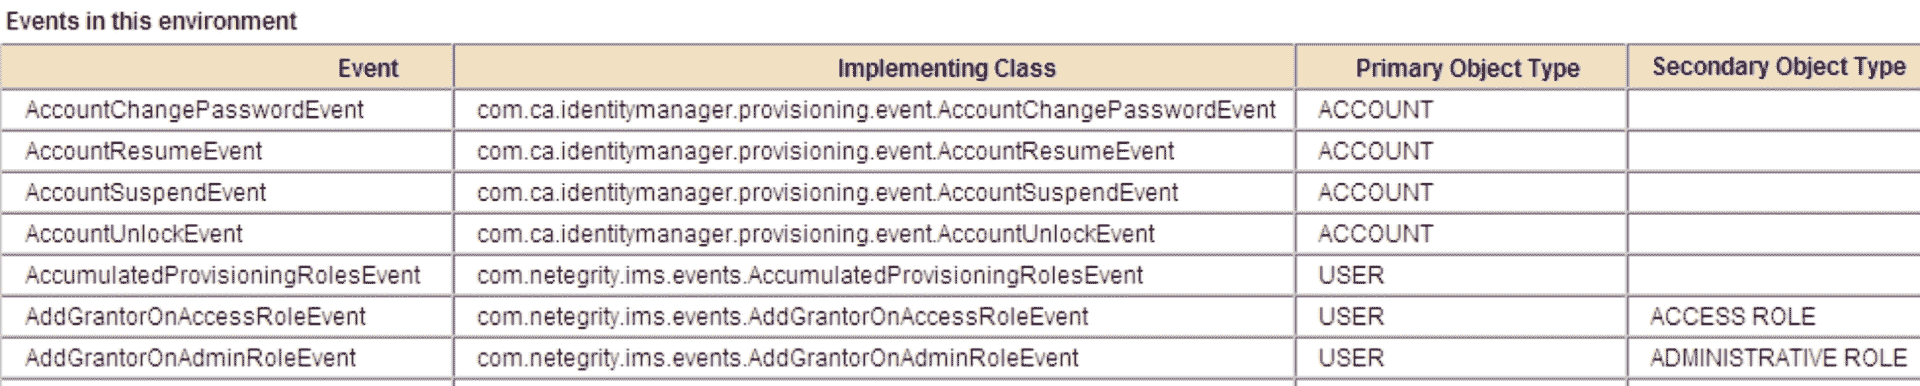 Events in this environment
Event Implementing Class Primary Object Type Secondary Object Type
AccountChangePasswordEvent com.ca.identitymanager.provisioning.event.AccountChangePasswordEvent ACCOUNT
AccountResumeEvent com.ca.identitymanager.provisioning.event.AccountResumeEvent ACCOUNT
AccountSuspendEvent com.ca.identitymanager.provisioning.event.AccountSuspendEvent ACCOUNT
AccountUnlockEvent com.ca.identitymanager.provisioning.event.AccountUnlockEvent ACCOUNT
AccumulatedProvisioningRolesEvent com.netegrity.ims.events.AccumulatedProvisioningRolesEvent USER
AddGrantorOnAccessRoleEvent com.netegrity.ims.events.AddGrantorOnAccessRoleEvent USER ACCESS ROLE
AddGrantorOnAdminRoleEvent com.netegrity.ims.events.AddGrantorOnAdminRoleEvent USER ADMINISTRATIVE ROLE